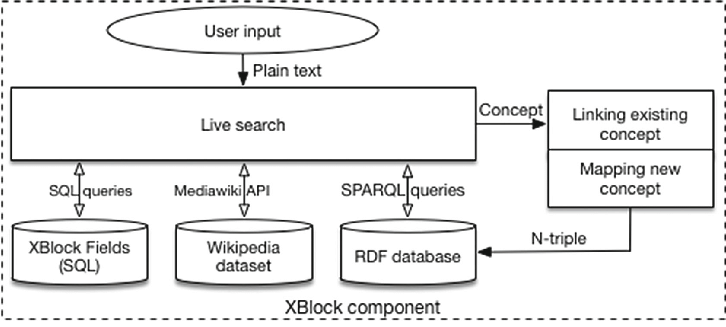 User input
Plain text
Live search
Concept
Linking existing
concept
Mapping new
concept
SQL queries
Mediawiki API
SPARQL queries
XBlock Fields
(SQL)
Wikipedia
dataset
RDF database
N-triple
XBlock component